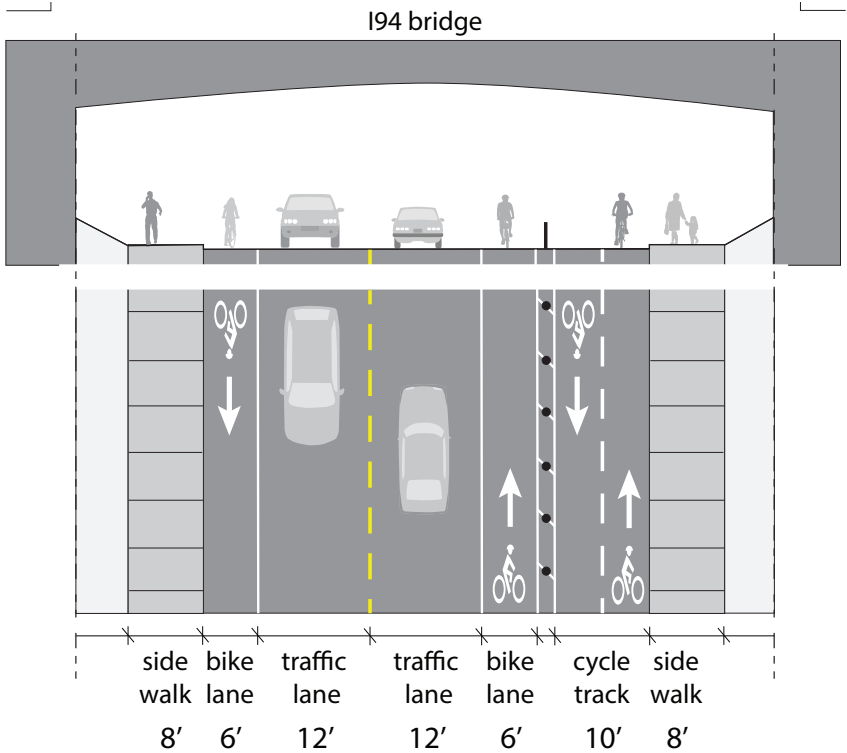 I94 bridge
side bike traffic traffic bike cycle side
walk lane lane lane lane track walk
8’ 6’ 12’ 12’ 6’ 10’ 8’